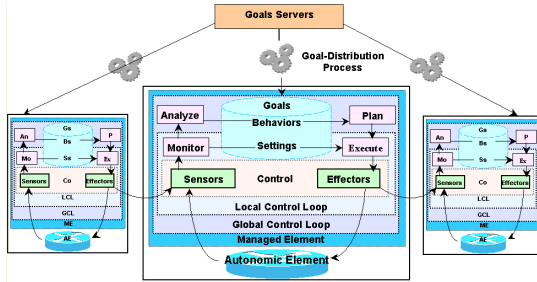 Goals Servers
Goal-Distribution
Process
Gs
An
Bs
P
Mo
Ss
Ex
Sensors
Co
Effectors
LCL
GCL
ME
AE
Goals
Analyze
Behaviors
Plan
Monitor
Settings
Execute
Sensors
Control
Effectors
Local Control Loop
Global Control Loop
Managed Element
Autonomic Element
Gs
An
Bs
P
Mo
Ss
Ex
Sensors
Co
Effectors
LCL
GCL
ME
AE